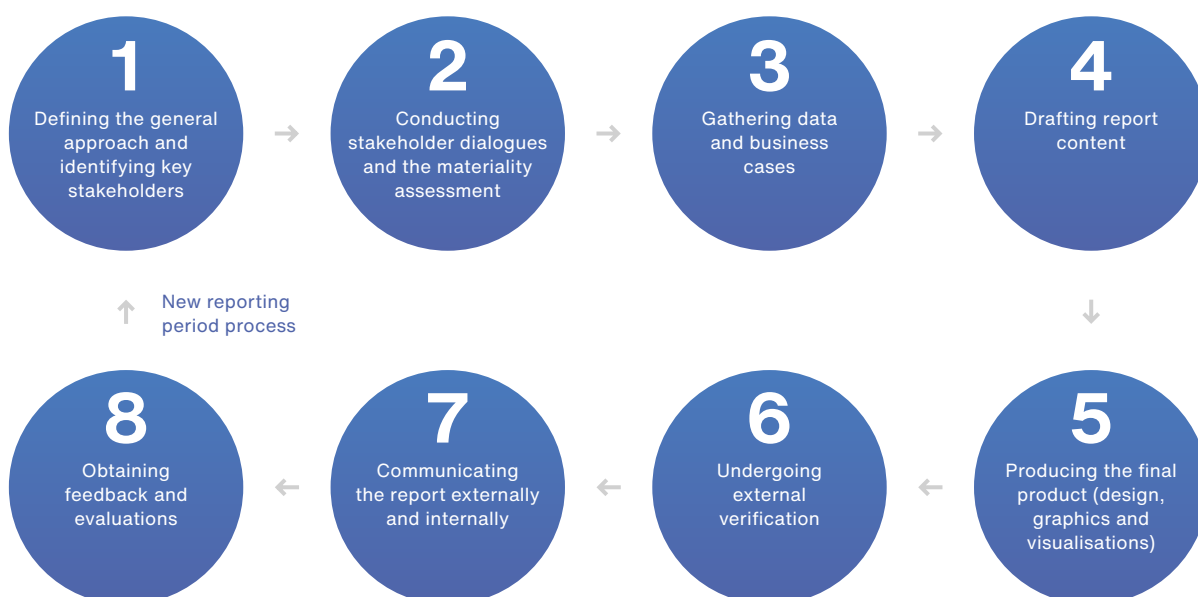 1
Defining the general
approach and
identifying key
stakeholders
2
Conducting
stakeholder dialogues
and the materiality
assessment
3
Gathering data
and business
cases
4
Drafting report
content
New reporting
period process
5
Producing the final
product (design,
graphics and
visualisations)
6
Undergoing
external
verification
7
Communicating
the report externally
and internally
8
Obtaining
feedback and
evaluations